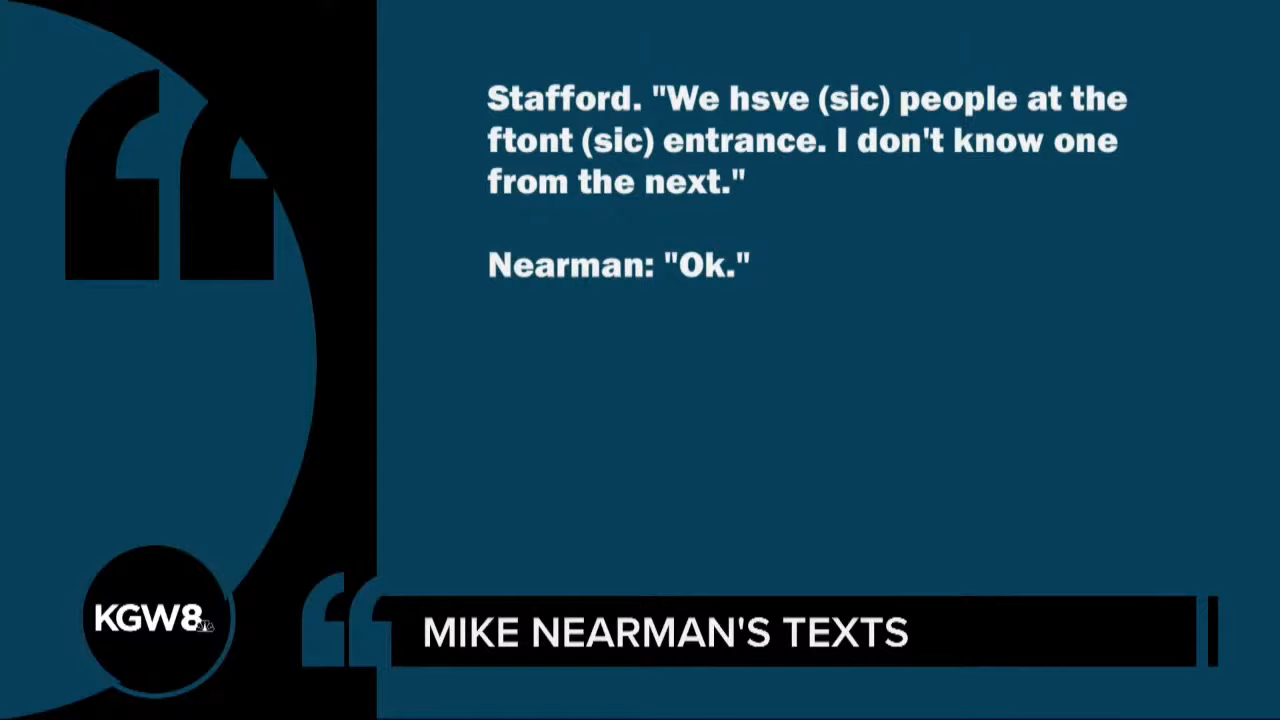 Stafford. "We hsve (sic) people at the
ftont (sic) entrance. I don't know one
from the next."
Nearman: "Ok."
KGW8
MIKE NEARMAN'S TEXTS